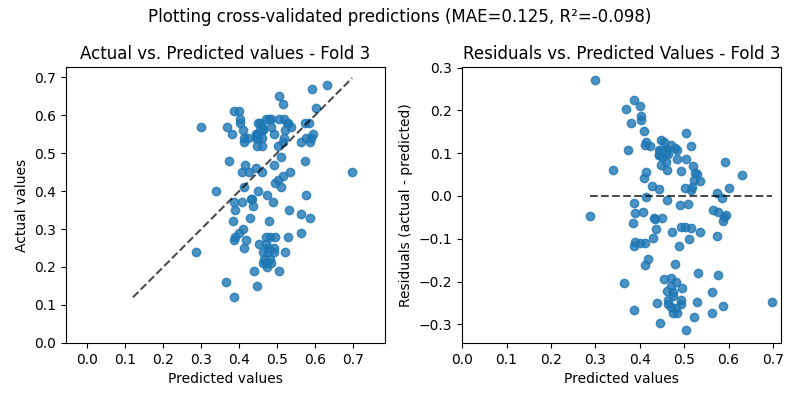 Plotting cross-validated predictions (MAE=0.125, R²=-0.098)
Actual vs. Predicted values - Fold 3
Actual values
0.7
0.6
0.5
0.4
0.3
0.2
0.1
0.0
0.0 0.1 0.2 0.3 0.4 0.5 0.6 0.7
Predicted values
Residuals vs. Predicted Values - Fold 3
Residuals (actual - predicted)
0.3
0.2
0.1
0.0
−0.1
−0.2
−0.3
0.0 0.1 0.2 0.3 0.4 0.5 0.6 0.7
Predicted values